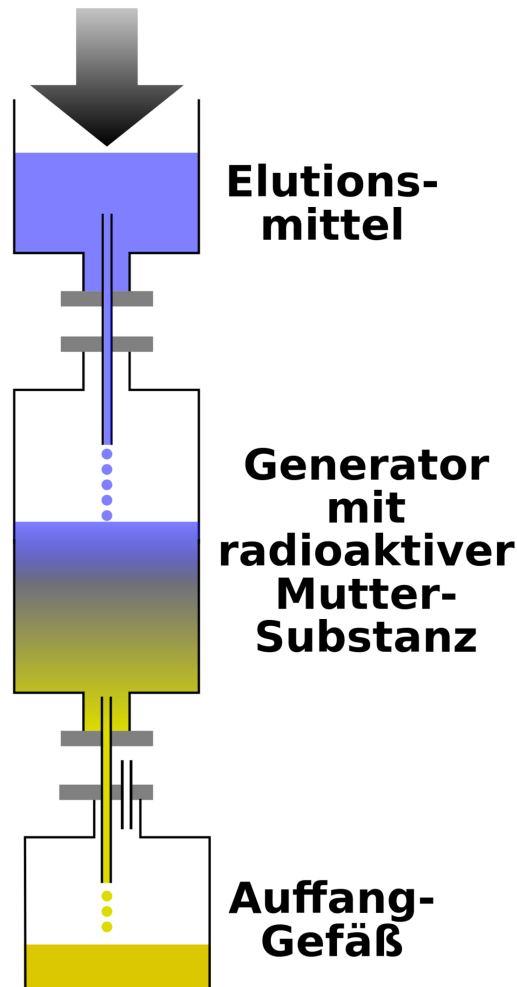 Elutions-
mittel
Generator
mit
radioaktiver
Mutter-
Substanz
Auffang-
Gefäß